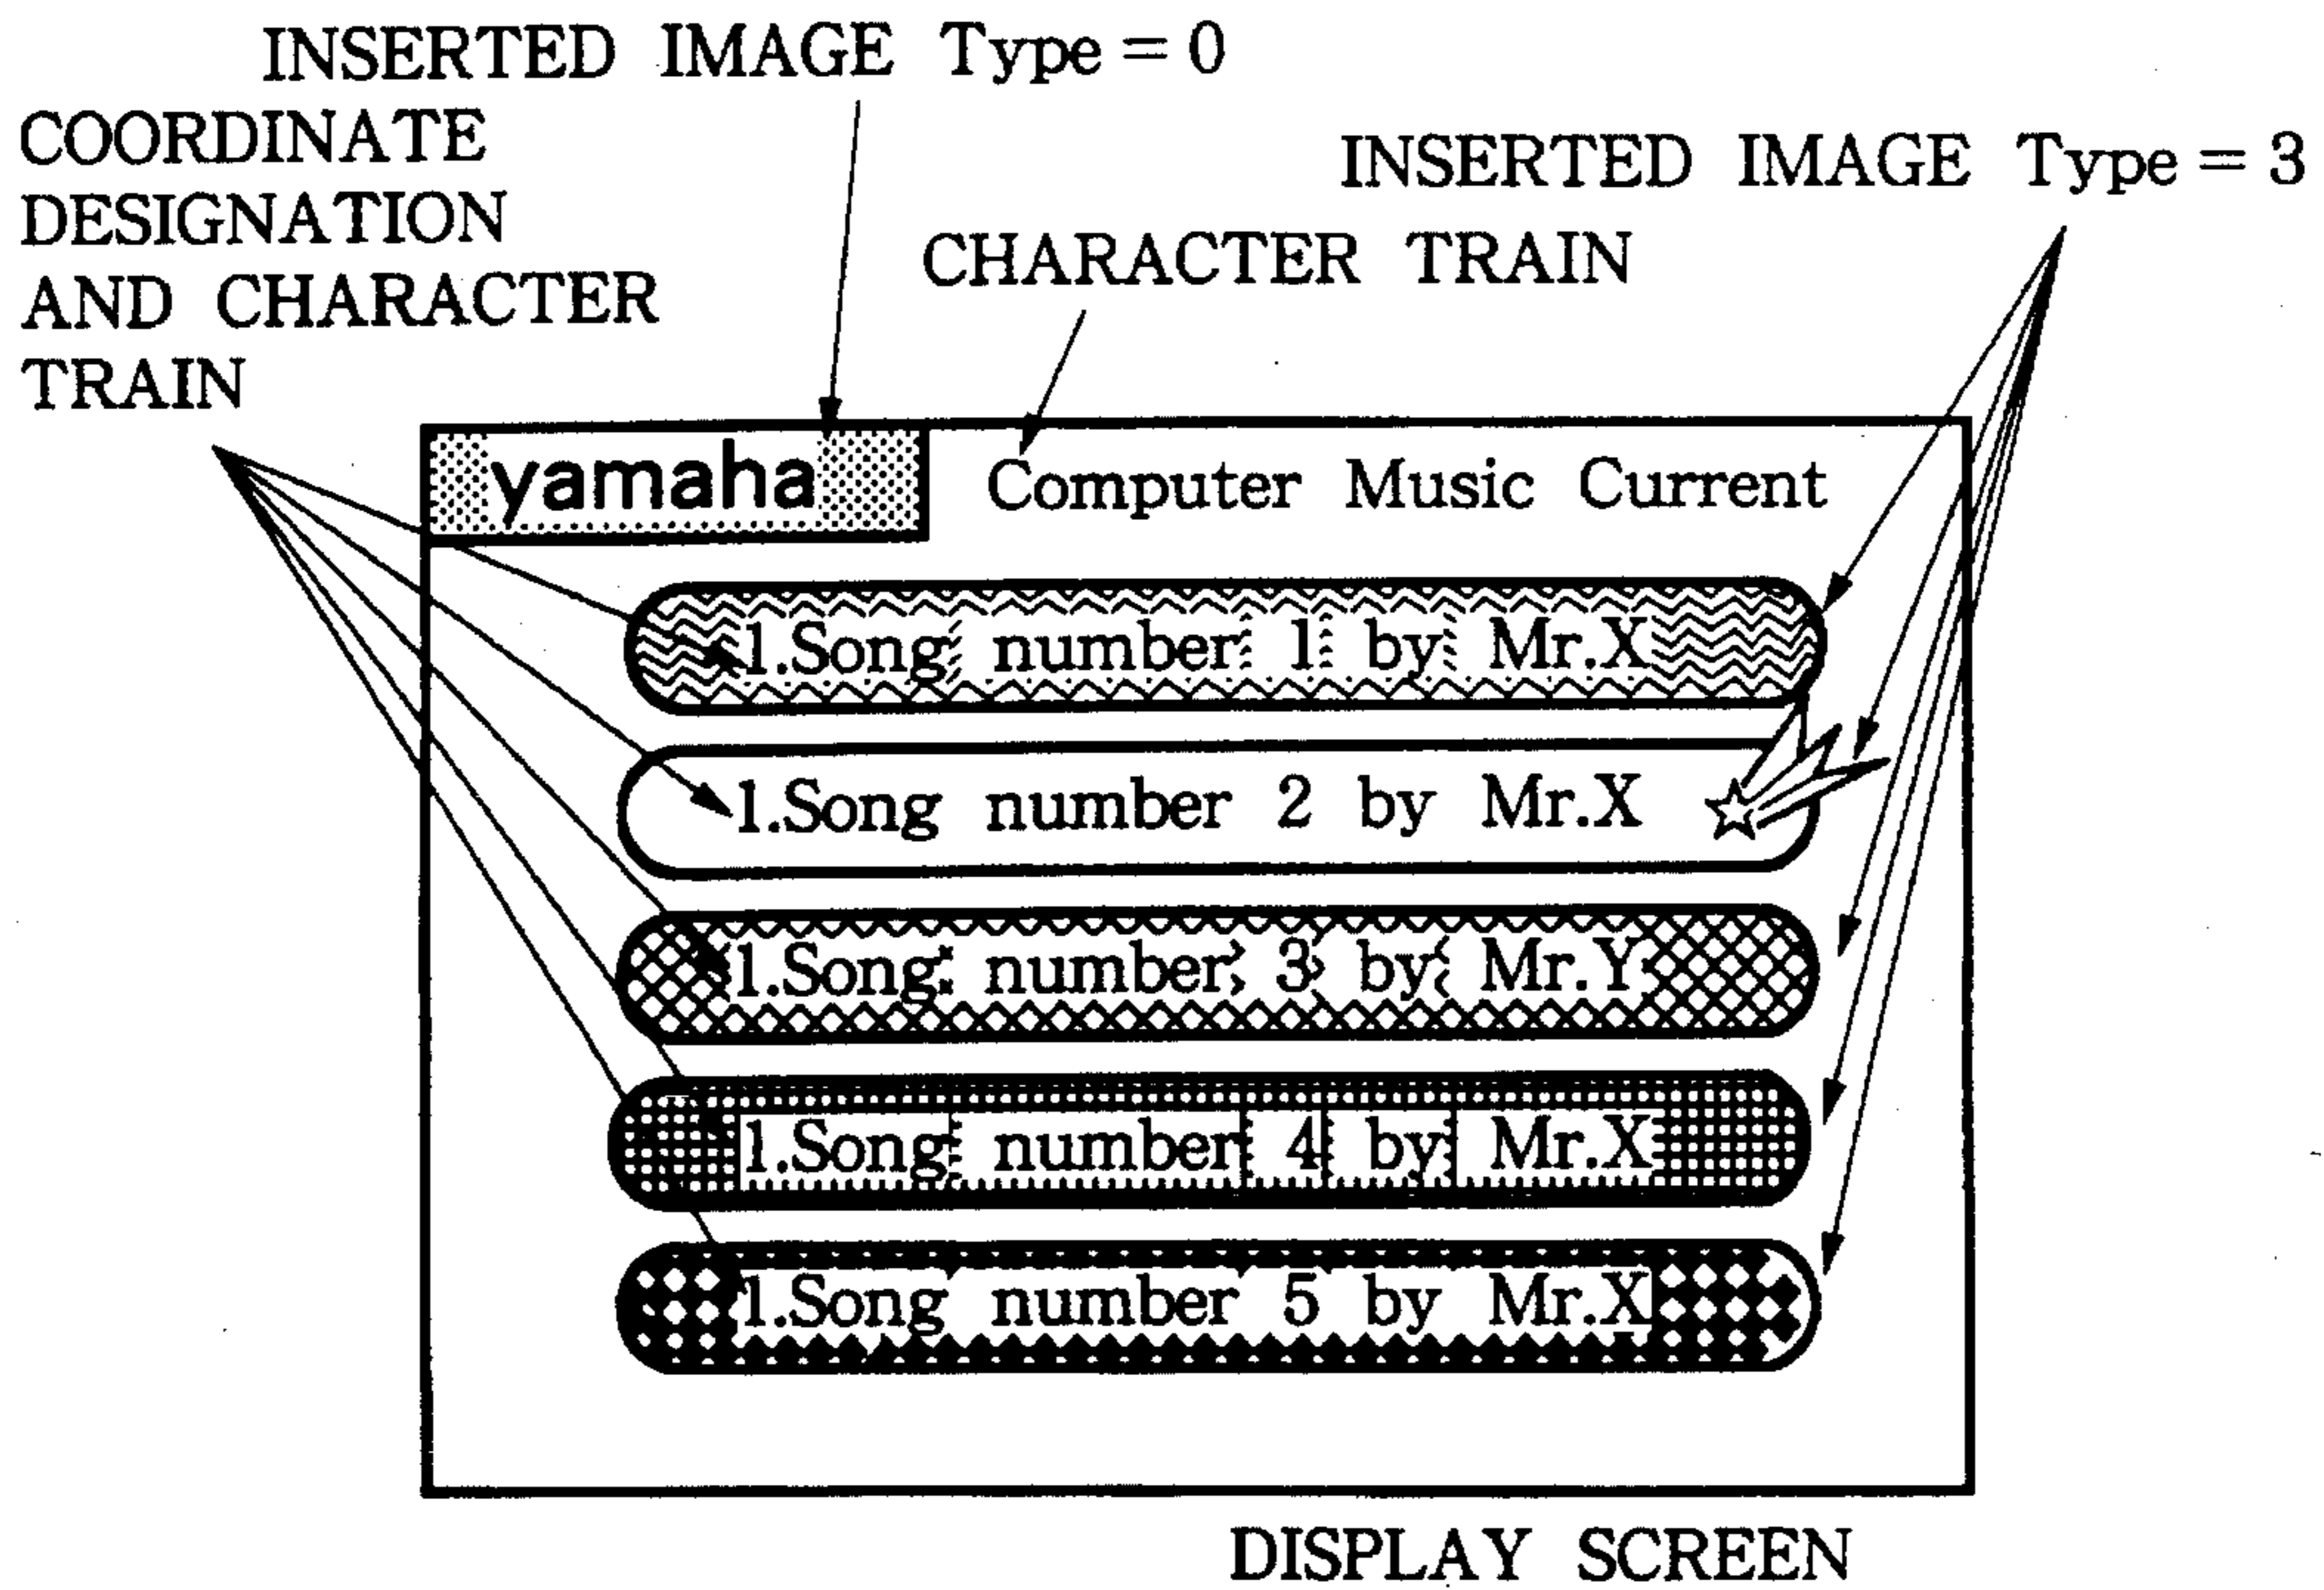 INSERTED IMAGE Type = 0
COORDINATE
DESIGNATION
AND CHARACTER
TRAIN
INSERTED IMAGE Type = 3
CHARACTER TRAIN
yamaha Computer Music Current
1.Song number 1 by Mr.X
1.Song number 2 by Mr.X
1.Song number 3 by Mr.Y
1.Song number 4 by Mr.X
1.Song number 5 by Mr.X
DISPLAY SCREEN